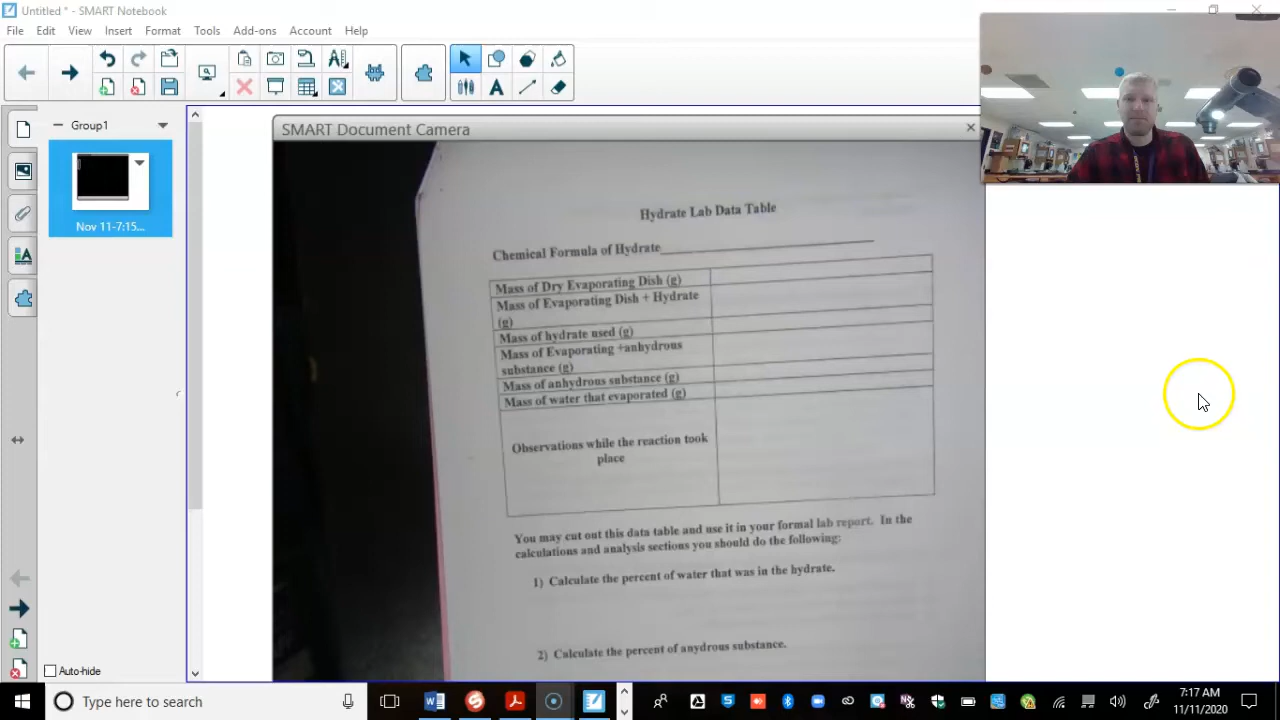 Untitled * - SMART Notebook
File Edit View Insert Format Tools Add-ons Account Help
Group1
Nov 11-7:15...
SMART Document Camera
Hydrate Lab Data Table
Chemical Formula of Hydrate
Mass of Dry Evaporating Dish (g)
Mass of Evaporating Dish + Hydrate
(g)
Mass of hydrate used (g)
Mass of Evaporating +anhydrous
substance (g)
Mass of anhydrous substance (g)
Mass of water that evaporated (g)
Observations while the reaction took
place
You may cut out this data table and use it in your formal lab report. In the
calculations and analysis sections you should do the following:
1) Calculate the percent of water that was in the hydrate.
2) Calculate the percent of anydrous substance.
Auto-hide
Type here to search
7:17 AM
11/11/2020